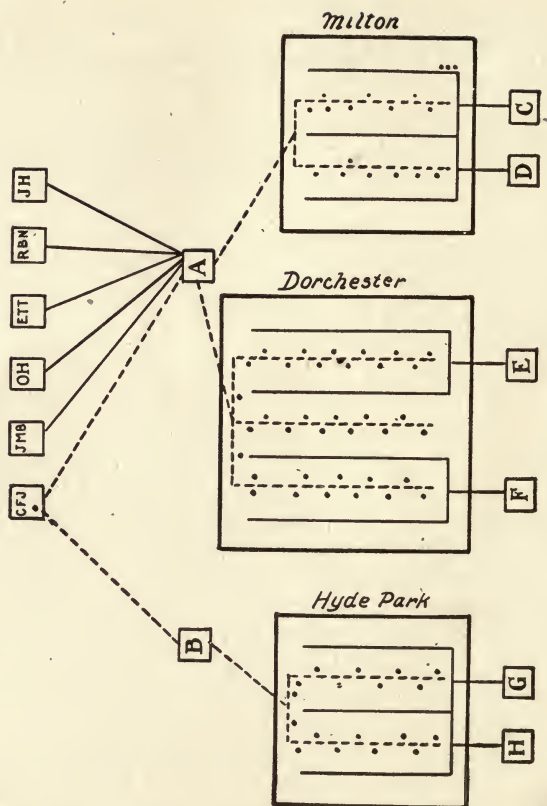 Milton
JH
RBN
ETT
OH
JMB
CFJ
A
C
D
Dorchester
E
F
B
Hyde Park
G
H